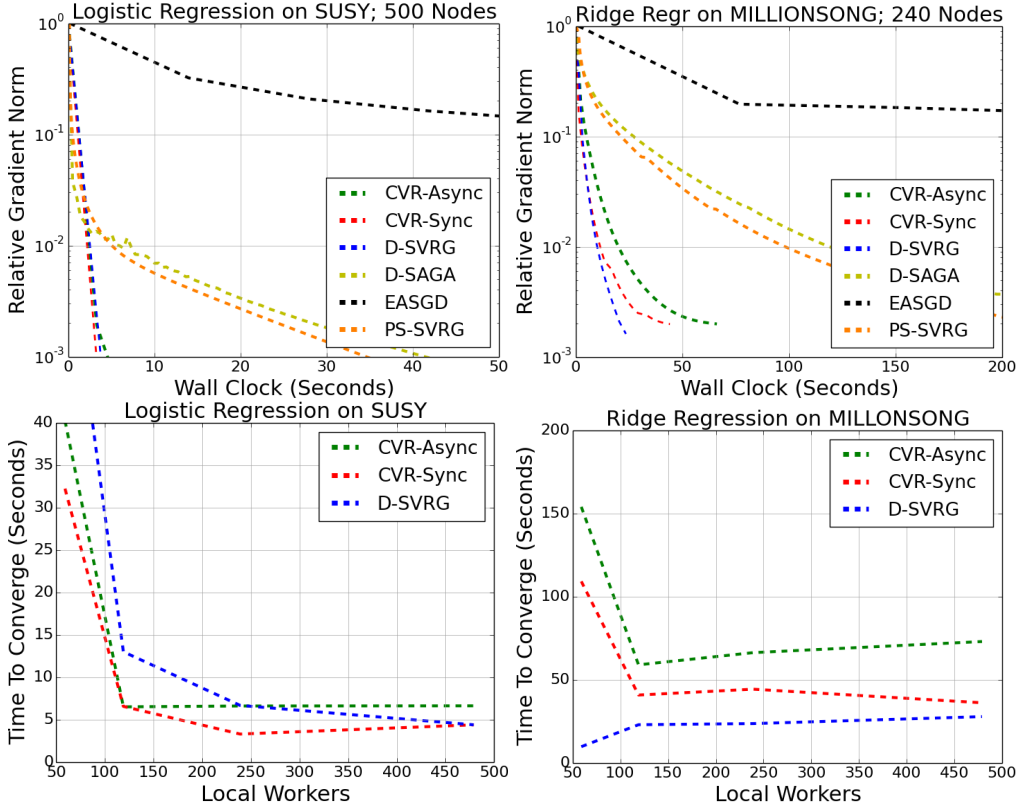 Logistic Regression on SUSY; 500 Nodes
Relative Gradient Norm
10⁰
10⁻¹
10⁻²
10⁻³
CVR-Async
CVR-Sync
D-SVRG
D-SAGA
EASGD
PS-SVRG
0 10 20 30 40 50
Wall Clock (Seconds)
Ridge Regr on MILLIONSONG; 240 Nodes
Relative Gradient Norm
10⁰
10⁻¹
10⁻²
10⁻³
CVR-Async
CVR-Sync
D-SVRG
D-SAGA
EASGD
PS-SVRG
0 50 100 150 200
Wall Clock (Seconds)
Logistic Regression on SUSY
Time To Converge (Seconds)
40
35
30
25
20
15
10
5
0
CVR-Async
CVR-Sync
D-SVRG
50 100 150 200 250 300 350 400 450 500
Local Workers
Ridge Regression on MILLONSONG
Time To Converge (Seconds)
200
150
100
50
0
CVR-Async
CVR-Sync
D-SVRG
50 100 150 200 250 300 350 400 450 500
Local Workers